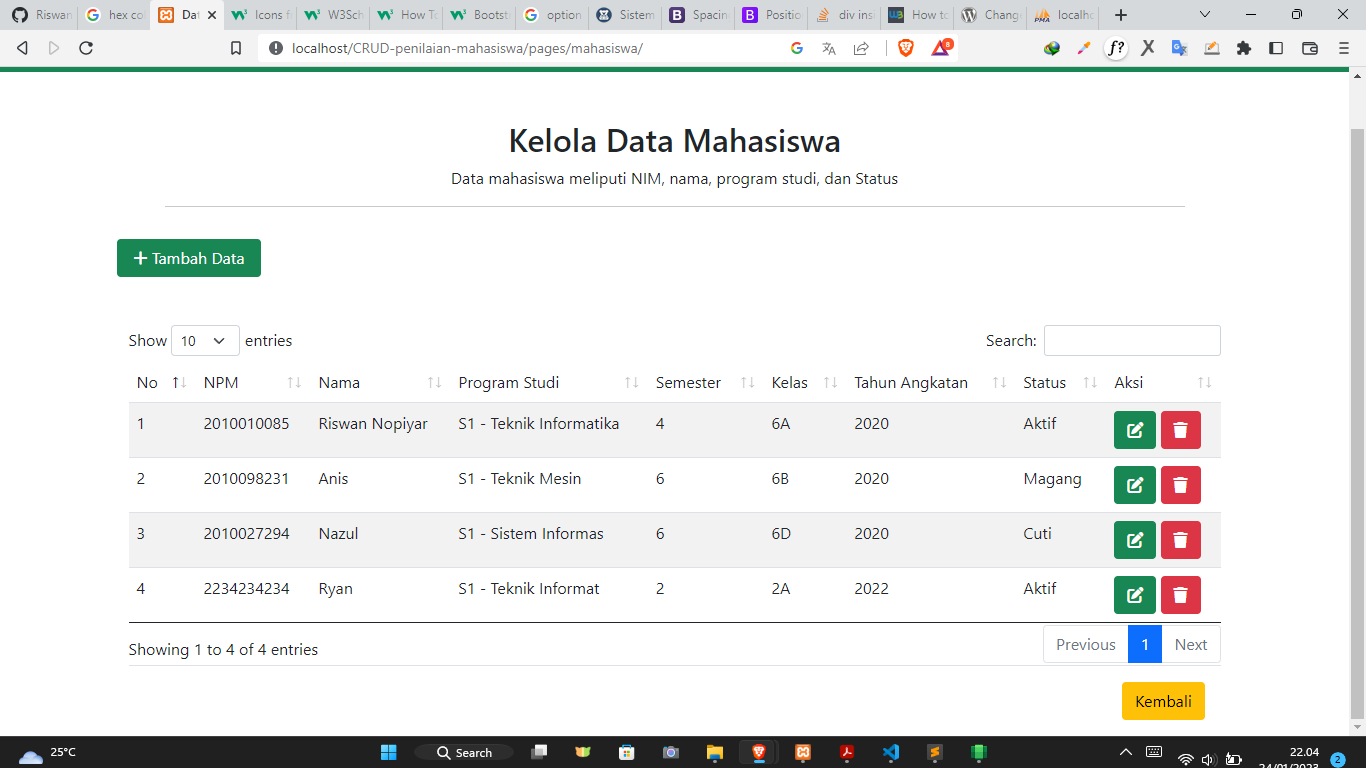 Riswan
hex co
Dat
Icons f
W3Sch
How To
Bootst
option
Sistem
Spacin
Positio
div insi
How to
Chang
localho
localhost/CRUD-penilaian-mahasiswa/pages/mahasiswa/
8
Kelola Data Mahasiswa
Data mahasiswa meliputi NIM, nama, program studi, dan Status
Tambah Data
Show 10 entries
Search:
No NPM Nama Program Studi Semester Kelas Tahun Angkatan Status Aksi
1 2010010085 Riswan Nopiyar S1 - Teknik Informatika 4 6A 2020 Aktif
2 2010098231 Anis S1 - Teknik Mesin 6 6B 2020 Magang
3 2010027294 Nazul S1 - Sistem Informas 6 6D 2020 Cuti
4 2234234234 Ryan S1 - Teknik Informat 2 2A 2022 Aktif
Showing 1 to 4 of 4 entries
Previous 1 Next
Kembali
25°C
Search
22.04
24/01/2023
2